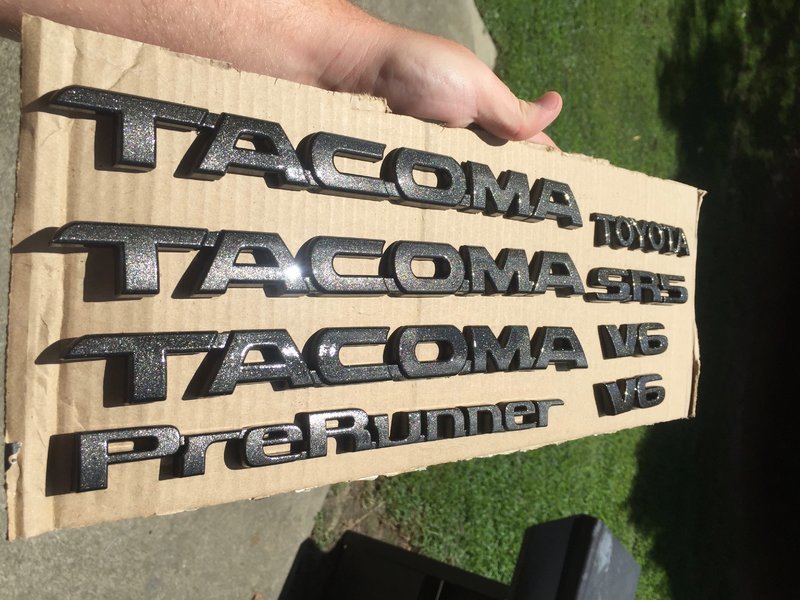 TACOMA
TACOMA
TACOMA
PreRunner
TOYOTA
SR5
V6
V6